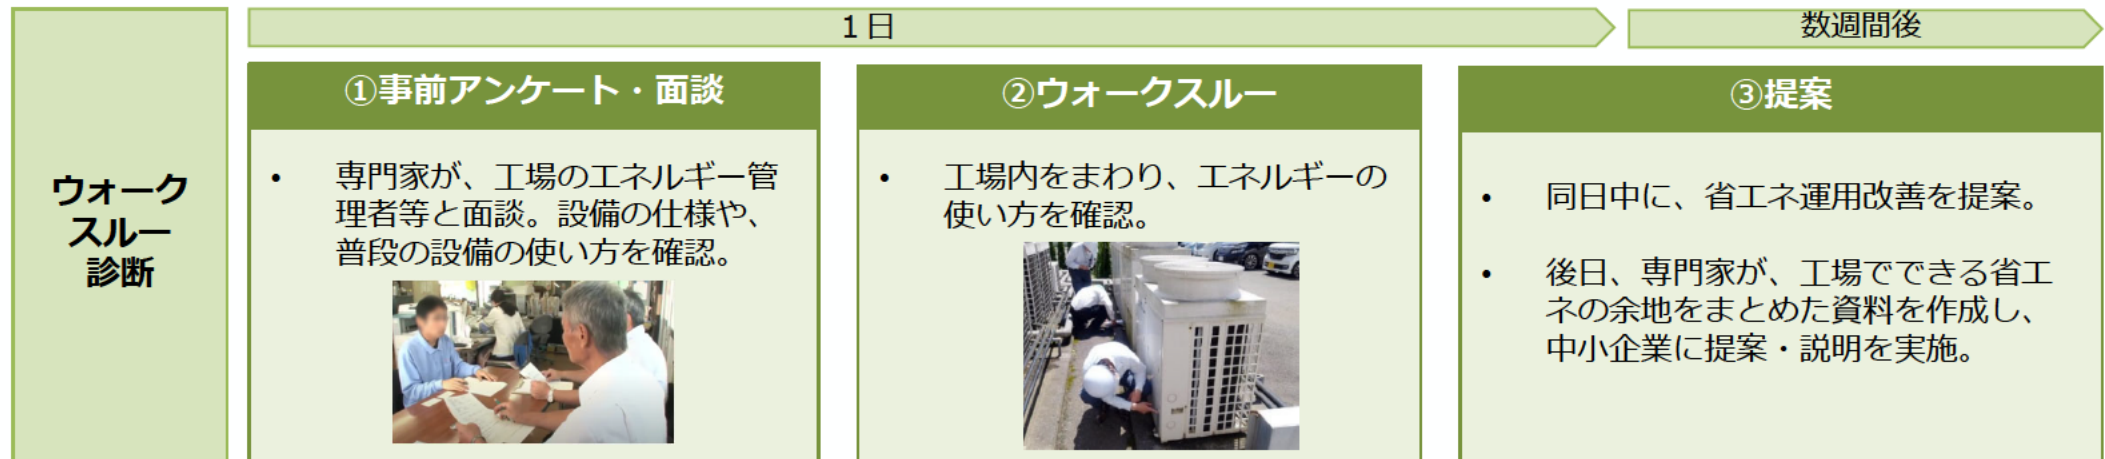 ウォーク
スルー
診断
１日
数週間後
①事前アンケート・面談
• 専門家が、工場のエネルギー管
理者等と面談。設備の仕様や、
普段の設備の使い方を確認。
②ウォークスルー
• 工場内をまわり、エネルギーの
使い方を確認。
③提案
• 同日中に、省エネ運用改善を提案。
• 後日、専門家が、工場でできる省エ
ネの余地をまとめた資料を作成し、
中小企業に提案・説明を実施。